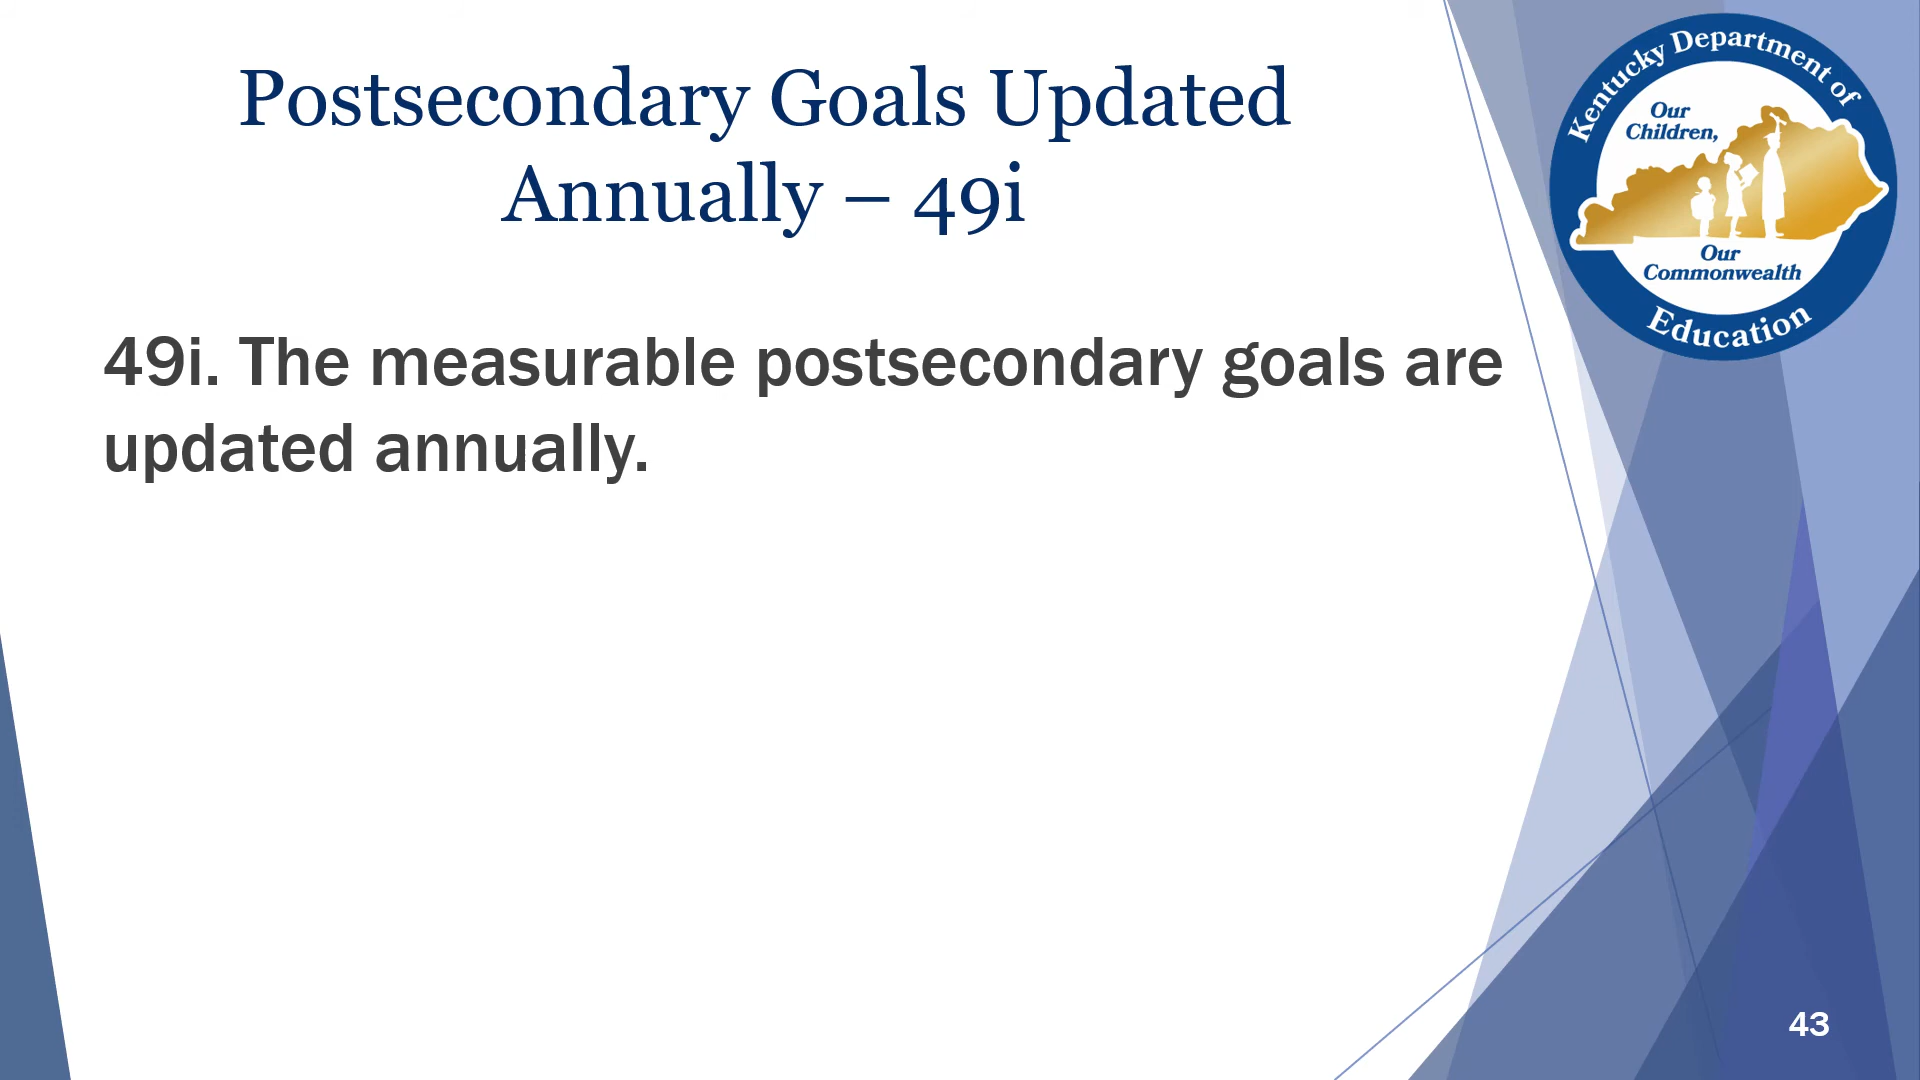 Postsecondary Goals Updated
Annually – 49i
Kentucky Department of
Our
Children,
Our
Commonwealth
Education
49i. The measurable postsecondary goals are
updated annually.
43